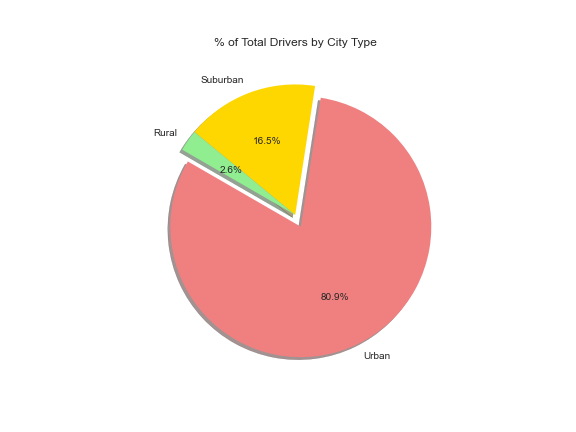 % of Total Drivers by City Type
Suburban
Rural
16.5%
2.6%
80.9%
Urban